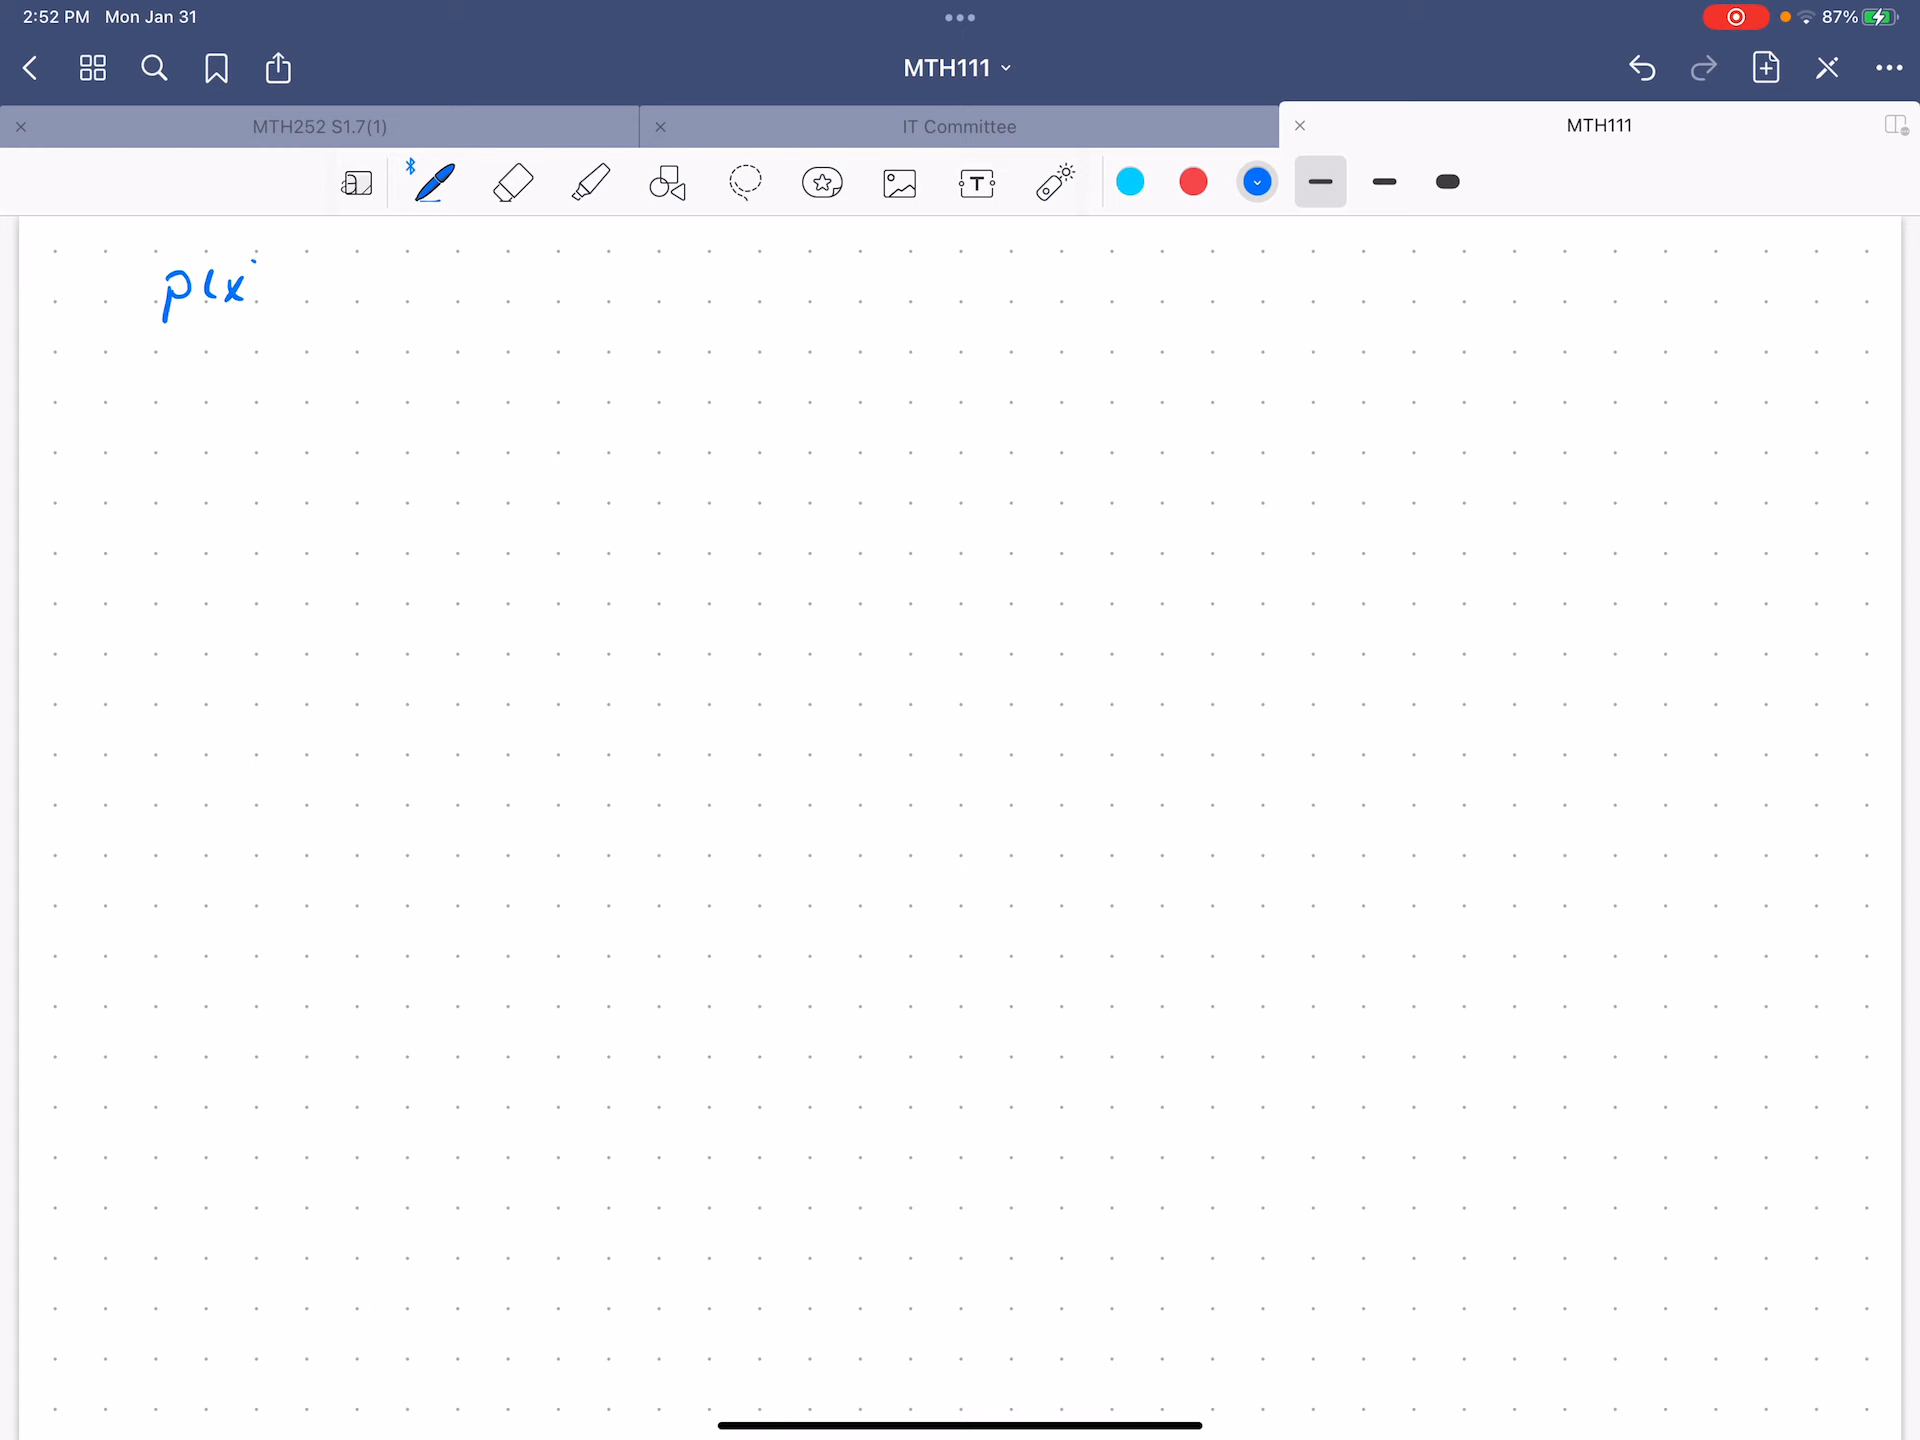 2:52 PM Mon Jan 31
87%
MTH111
MTH252 S1.7(1)
IT Committee
MTH111
T
p(x